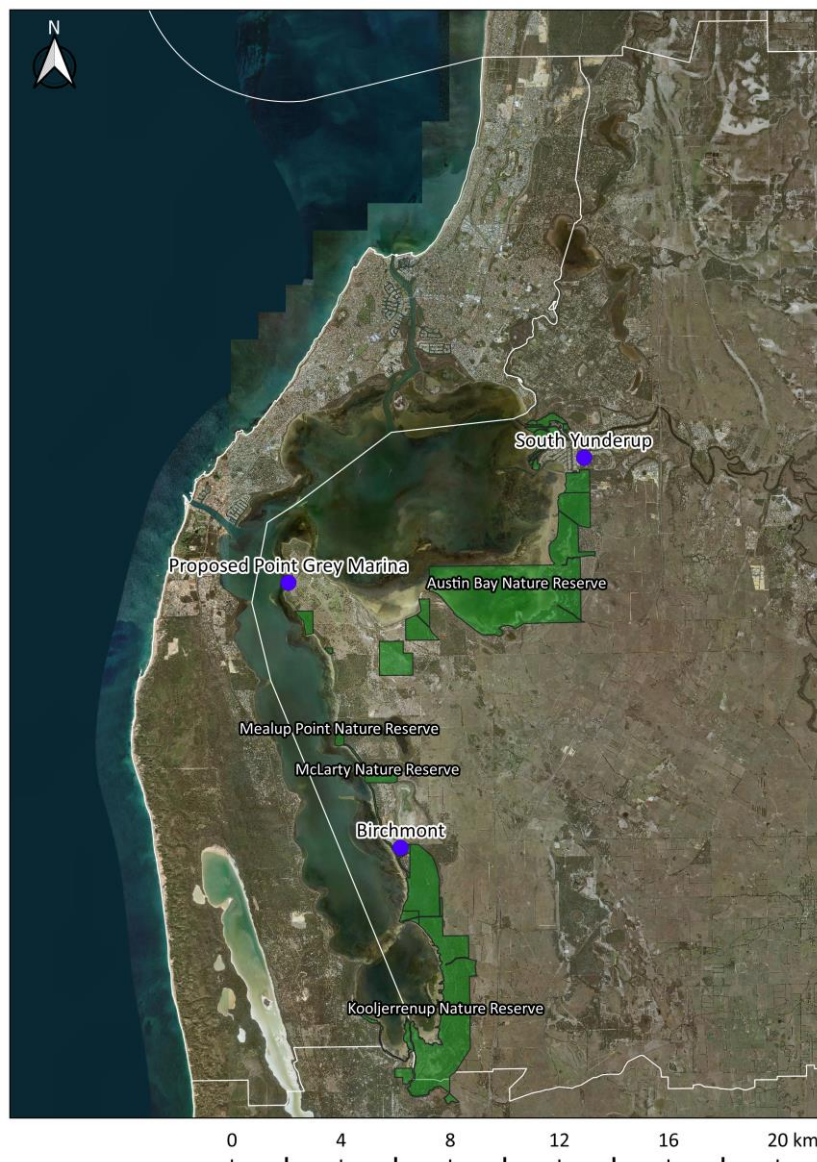 N
South Yunderup
Proposed Point Grey Marina
Austin Bay Nature Reserve
Mealup Point Nature Reserve
McLarty Nature Reserve
Birchmont
Kooljerrenup Nature Reserve
0 4 8 12 16 20 km